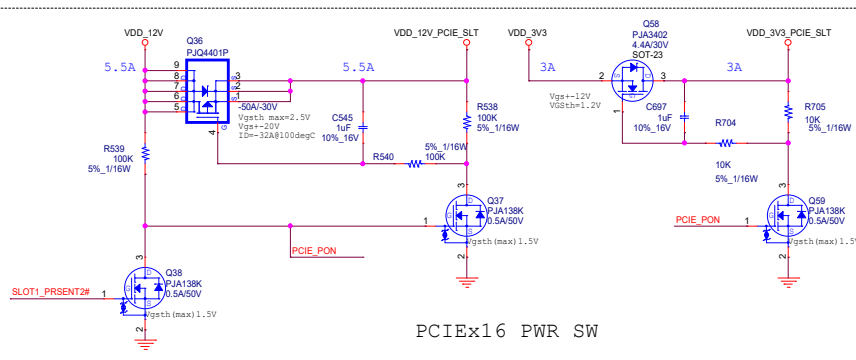 VDD_12V
Q36
PJQ4401P
VDD_12V_PCIE_SLT
VDD_3V3
Q58
PJA3402
4.4A/30V
SOT-23
VDD_3V3_PCIE_SLT
5.5A
9
8
7
6
5
D
3
2
1
S
S
S
G
4
-50A/-30V
Vgsth max=2.5V
Vgs+-20V
ID=-32A@100degC
5.5A
C545
1uF
10%_16V
R538
100K
5%_1/16W
R539
100K
5%_1/16W
R540
5%_1/16W
100K
3A
2
S
D
3
1
3A
Vgs+-12V
VGSth=1.2V
C697
1uF
10%_16V
R704
10K
5%_1/16W
R705
10K
5%_1/16W
3
D
Q37
PJA138K
0.5A/50V
1
G
S
Vgsth(max)1.5V
2
PCIE_PON
3
D
Q59
PJA138K
0.5A/50V
1
G
S
Vgsth(max)1.5V
2
PCIE_PON
3
D
Q38
PJA138K
0.5A/50V
SLOT1_PRSENT2#
1
G
S
Vgsth(max)1.5V
2
PCIEx16 PWR SW